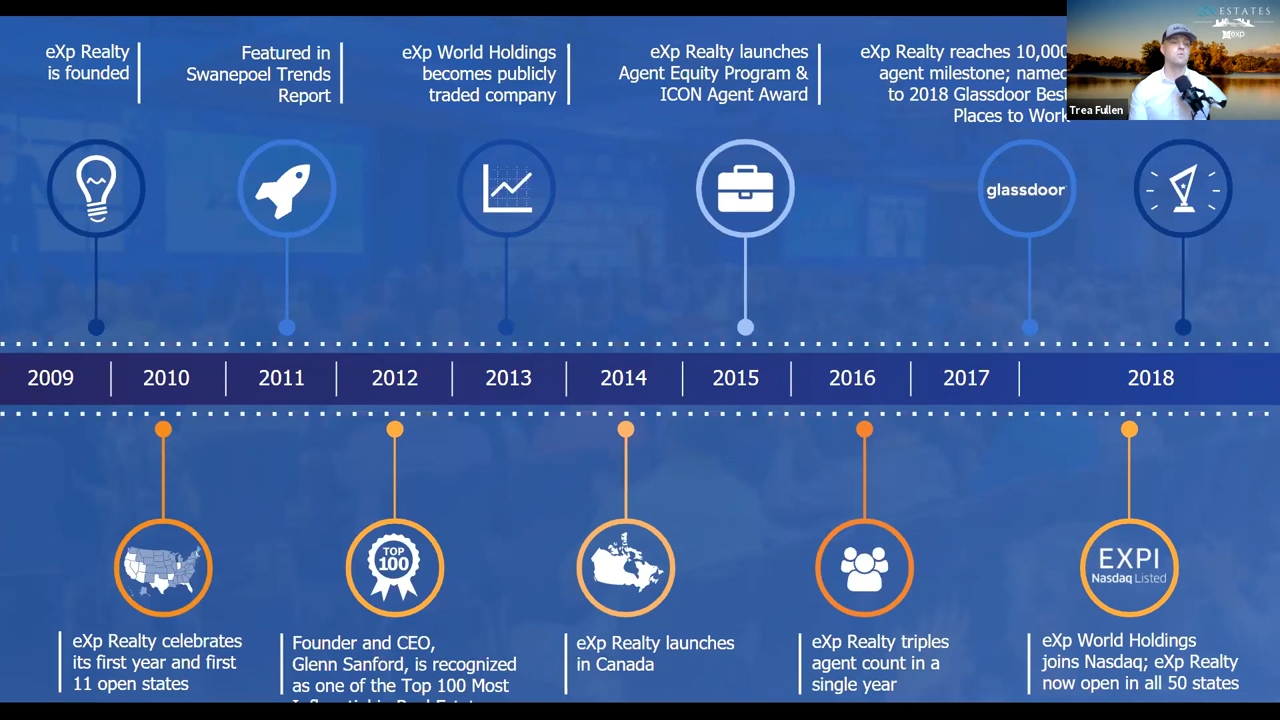 eXp Realty
is founded
Featured in
Swanepoel Trends
Report
eXp World Holdings
becomes publicly
traded company
eXp Realty launches
Agent Equity Program &
ICON Agent Award
eXp Realty reaches 10,000
agent milestone; named
to 2018 Glassdoor Best
Places to Work
ESTATES
exp
Trea Fullen
glassdoor
2009
2010
2011
2012
2013
2014
2015
2016
2017
2018
TOP
100
EXPI
Nasdaq Listed
eXp Realty celebrates
its first year and first
11 open states
Founder and CEO,
Glenn Sanford, is recognized
as one of the Top 100 Most
eXp Realty launches
in Canada
eXp Realty triples
agent count in a
single year
eXp World Holdings
joins Nasdaq; eXp Realty
now open in all 50 states